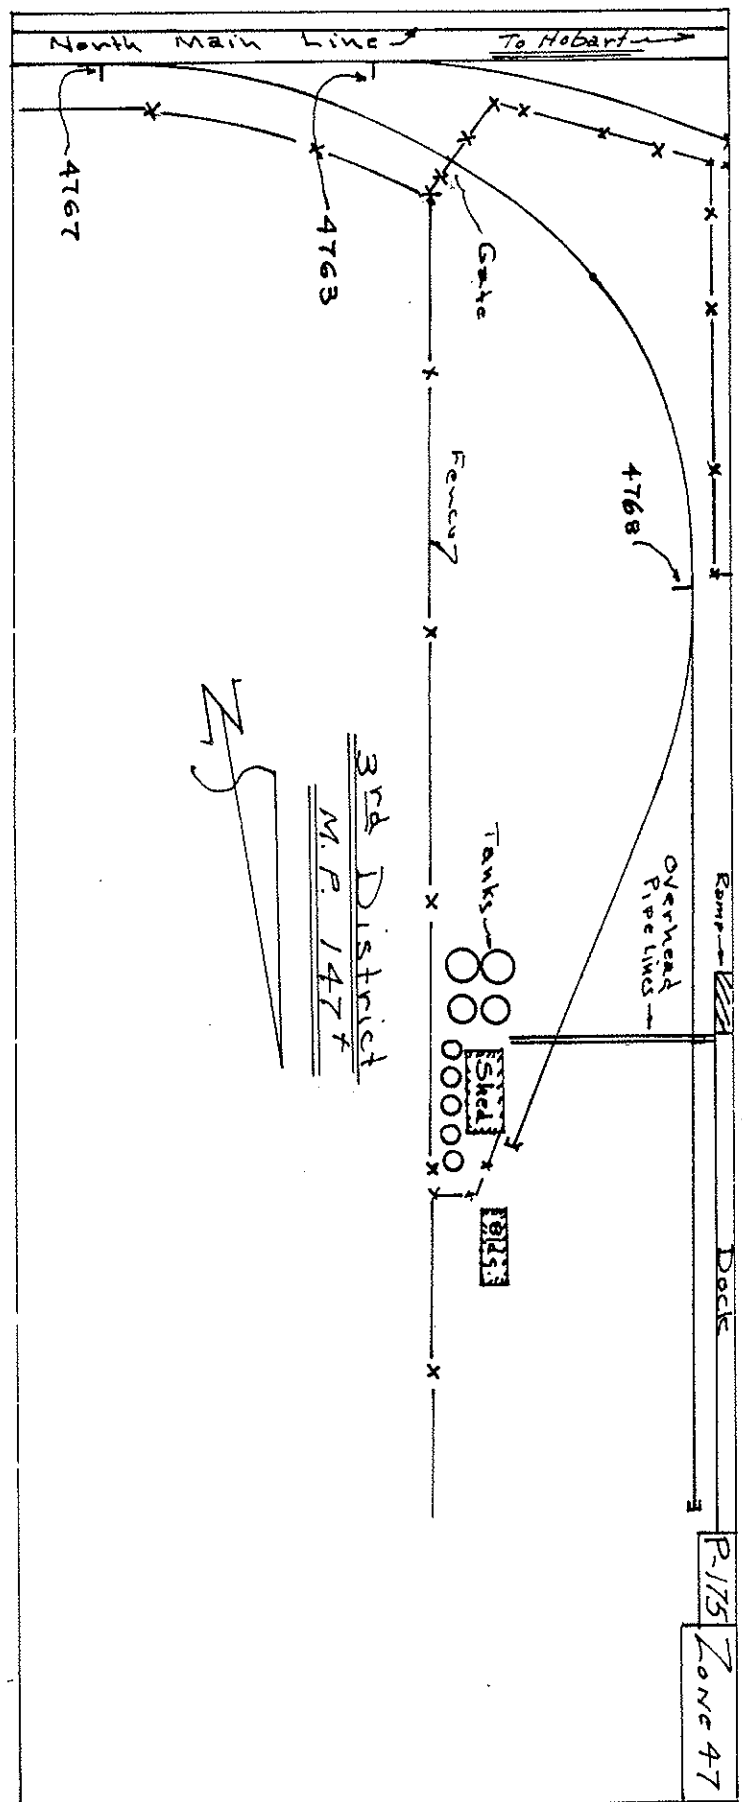 North Main Line
To Hobart
4767
4763
Gate
Fence
4768
3rd District
M.P. 147+
Tanks
Overhead
Pipe Lines
Ramp
Shed
Bldg.
Dock
P-175
ZONE 47
N